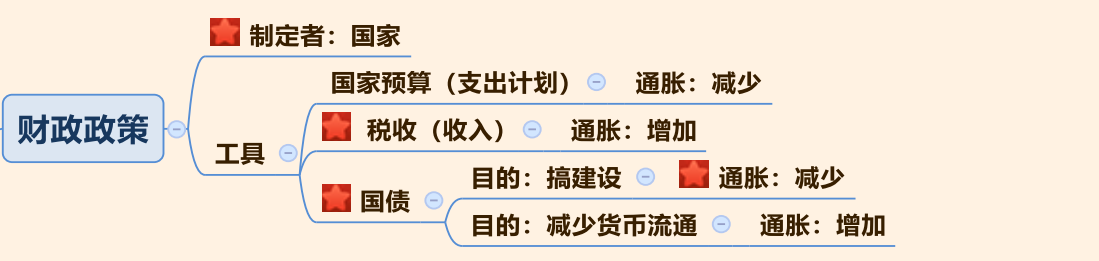 制定者：国家
国家预算（支出计划） 通胀：减少
财政政策
税收（收入） 通胀：增加
工具
目的：搞建设 通胀：减少
国债
目的：减少货币流通 通胀：增加